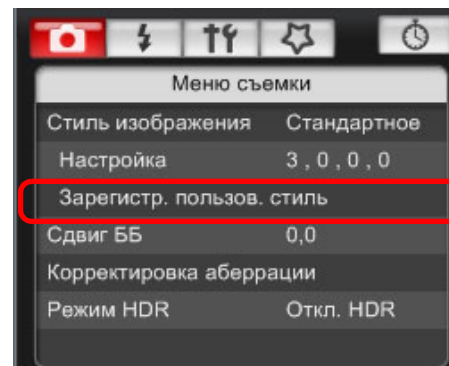 Меню съемки
Стиль изображения Стандартное
Настройка 3 , 0 , 0 , 0
Зарегистр. пользов. стиль
Сдвиг ББ 0,0
Корректировка аберрации
Режим HDR Откл. HDR